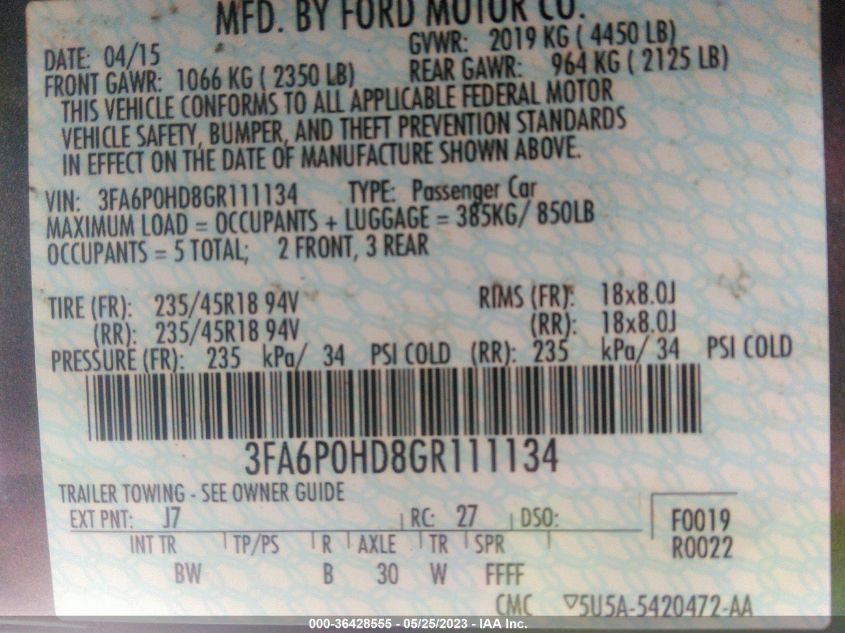 MFD. BY FORD MOTOR CO.
DATE: 04/15 GVWR: 2019 KG ( 4450 LB)
FRONT GAWR: 1066 KG ( 2350 LB) REAR GAWR: 964 KG ( 2125 LB)
THIS VEHICLE CONFORMS TO ALL APPLICABLE FEDERAL MOTOR
VEHICLE SAFETY, BUMPER, AND THEFT PREVENTION STANDARDS
IN EFFECT ON THE DATE OF MANUFACTURE SHOWN ABOVE.
VIN: 3FA6P0HD8GR111134 TYPE: Passenger Car
MAXIMUM LOAD = OCCUPANTS + LUGGAGE = 385KG/ 850LB
OCCUPANTS = 5 TOTAL; 2 FRONT, 3 REAR
TIRE (FR): 235/45R18 94V RIMS (FR): 18x8.0J
(RR): 235/45R18 94V (RR): 18x8.0J
PRESSURE (FR): 235 kPa/ 34 PSI COLD (RR): 235 kPa/ 34 PSI COLD
3FA6P0HD8GR111134
TRAILER TOWING - SEE OWNER GUIDE
EXT PNT: J7 RC: 27 DSO: F0019
INT TR TP/PS R AXLE TR SPR R0022
BW B 30 W FFFF
CMC ▽5U5A-5420472-AA
000-36428555 - 05/25/2023 - IAA Inc.